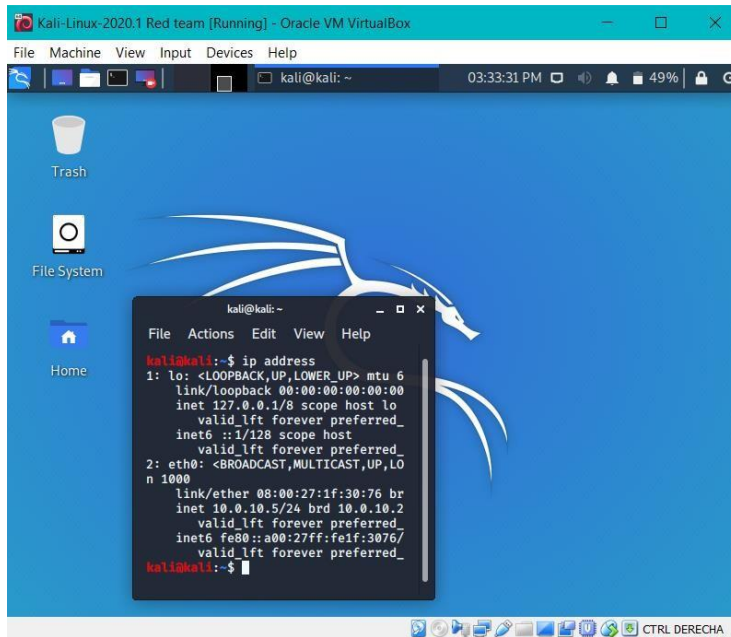 Kali-Linux-2020.1 Red team [Running] - Oracle VM VirtualBox
File Machine View Input Devices Help
kali@kali: ~ 03:33:31 PM 49%
Trash
File System
Home
kali@kali: ~
File Actions Edit View Help
kali@kali:~$ ip address
1: lo: <LOOPBACK,UP,LOWER_UP> mtu 6
link/loopback 00:00:00:00:00:00
inet 127.0.0.1/8 scope host lo
valid_lft forever preferred_
inet6 ::1/128 scope host
valid_lft forever preferred_
2: eth0: <BROADCAST,MULTICAST,UP,LO
n 1000
link/ether 08:00:27:1f:30:76 br
inet 10.0.10.5/24 brd 10.0.10.2
valid_lft forever preferred_
inet6 fe80::a00:27ff:fe1f:3076/
valid_lft forever preferred_
kali@kali:~$
CTRL DERECHA